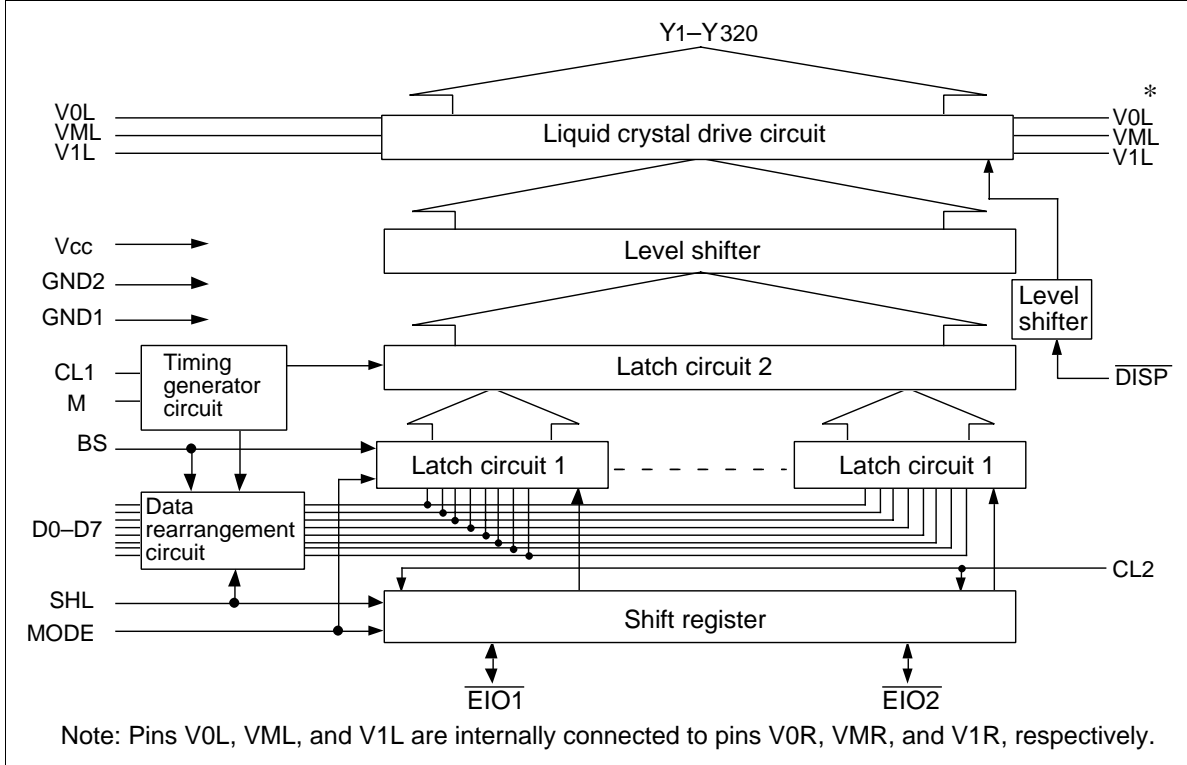 Y1–Y320
*
V0L
VML
V1L
Liquid crystal drive circuit
V0L
VML
V1L
Vcc
GND2
GND1
Level shifter
Level
shifter
CL1
M
Timing
generator
circuit
Latch circuit 2
DISP
BS
Latch circuit 1
Latch circuit 1
D0–D7
Data
rearrangement
circuit
CL2
SHL
MODE
Shift register
EIO1
EIO2
Note: Pins V0L, VML, and V1L are internally connected to pins V0R, VMR, and V1R, respectively.